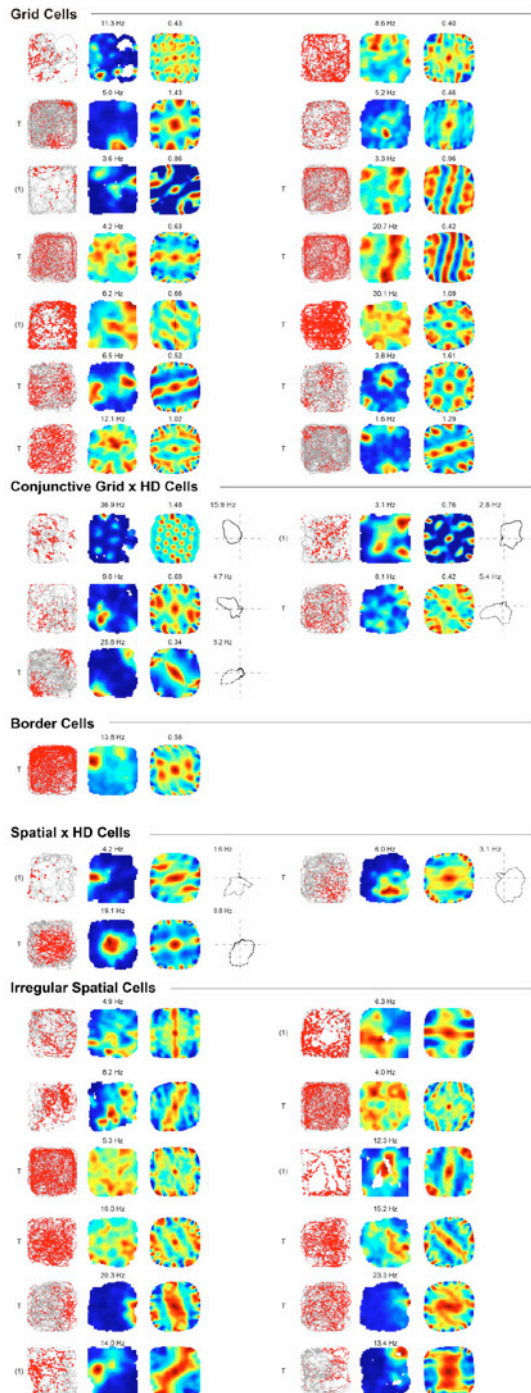 Grid Cells
11.3 Hz 0.43 8.6 Hz 0.40
T 5.0 Hz 1.43 5.2 Hz 0.46
(1) 3.6 Hz 0.86 T 3.3 Hz 0.96
T 4.2 Hz 0.63 T 20.7 Hz 0.42
(1) 6.2 Hz 0.66 T 30.1 Hz 1.09
T 6.5 Hz 0.52 T 3.8 Hz 1.61
T 12.1 Hz 1.02 T 1.6 Hz 1.29
Conjunctive Grid x HD Cells
36.9 Hz 1.48 15.9 Hz (1) 3.1 Hz 0.76 2.8 Hz
9.0 Hz 4.7 Hz T 8.1 Hz 0.42 5.4 Hz
T 0.34
Border Cells
T 13.8 Hz 0.58
Spatial x HD Cells
(1) 4.2 Hz 1.6 Hz T 6.0 Hz 3.1 Hz
T 19.1 Hz
Irregular Spatial Cells
4.9 Hz (1) 6.3 Hz
8.2 Hz T 4.0 Hz
T 5.3 Hz (1) 12.3 Hz
T 10.0 Hz T 15.2 Hz
T 20.3 Hz T 23.3 Hz
(1) 14.0 Hz T 13.4 Hz